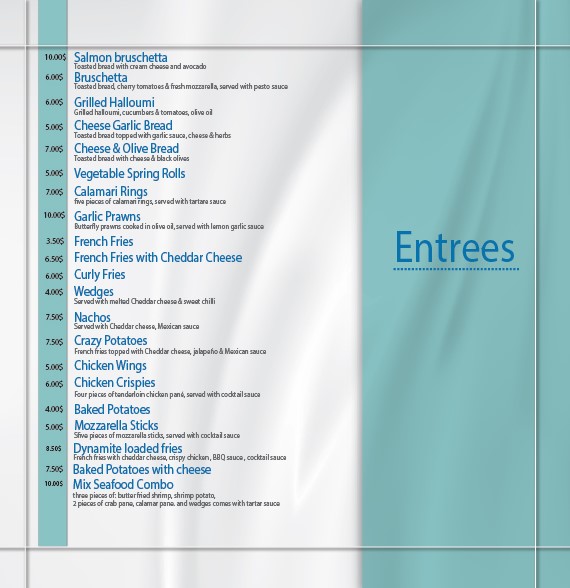 10.00$ Salmon bruschetta
Toasted bread with cream cheese and avocado
6.00$ Bruschetta
Toasted bread, cherry tomatoes & fresh mozzarella, served with pesto sauce
6.00$ Grilled Halloumi
Grilled halloumi, cucumbers & tomatoes, olive oil
5.00$ Cheese Garlic Bread
Toasted bread topped with garlic sauce, cheese & herbs
7.00$ Cheese & Olive Bread
Toasted bread with cheese & black olives
5.00$ Vegetable Spring Rolls
7.00$ Calamari Rings
five pieces of calamari rings, served with tartare sauce
10.00$ Garlic Prawns
Butterfly prawns cooked in olive oil, served with lemon garlic sauce
3.50$ French Fries
6.50$ French Fries with Cheddar Cheese
6.00$ Curly Fries
4.00$ Wedges
Served with melted Cheddar cheese & sweet chilli
7.50$ Nachos
Served with Cheddar cheese, Mexican sauce
7.50$ Crazy Potatoes
French fries topped with Cheddar cheese, jalapeño & Mexican sauce
5.00$ Chicken Wings
6.00$ Chicken Crispies
Four pieces of tenderloin chicken pané, served with cocktail sauce
4.00$ Baked Potatoes
5.00$ Mozzarella Sticks
5five pieces of mozzarella sticks, served with cocktail sauce
8.50$ Dynamite loaded fries
French fries with cheddar cheese, crispy chicken, BBQ sauce, cocktail sauce
7.50$ Baked Potatoes with cheese
10.00$ Mix Seafood Combo
three pieces of: butter fried shrimp, shrimp potato,
2 pieces of crab pane, calamar pane. and wedges comes with tartar sauce
Entrees